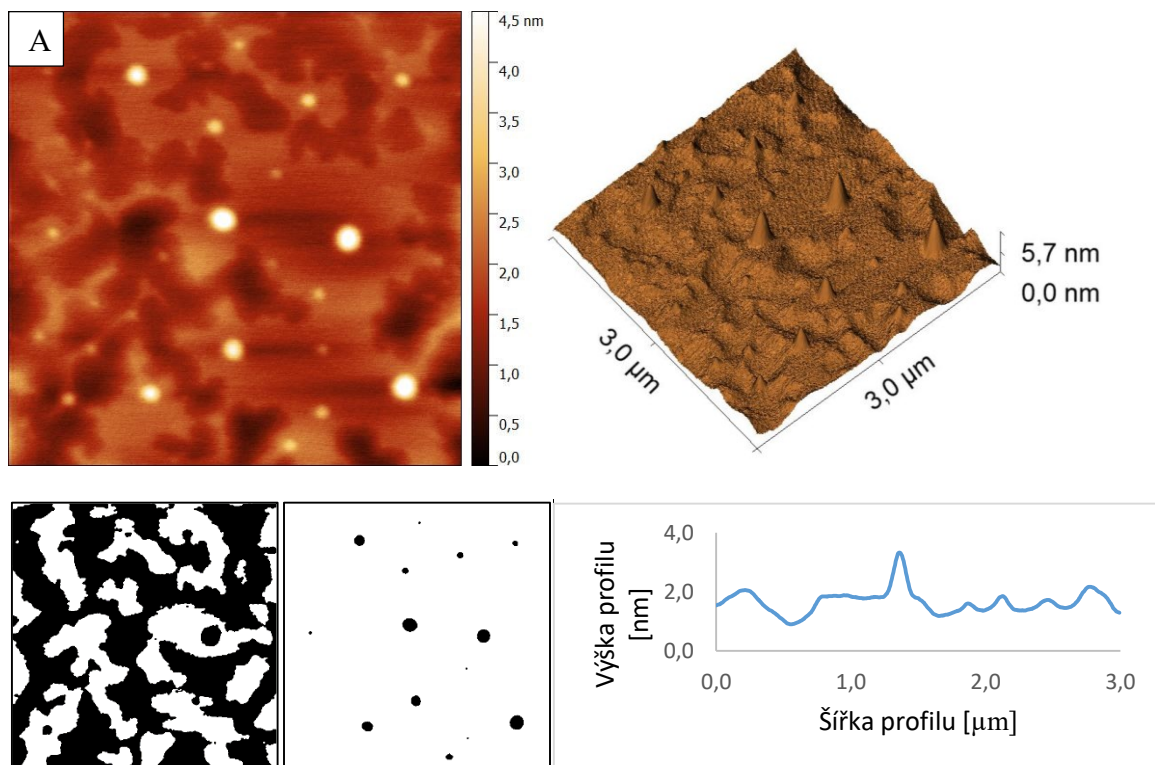 A
4,5 nm
4,0
3,5
3,0
2,5
2,0
1,5
1,0
0,5
0,0
5,7 nm
0,0 nm
3,0 µm
3,0 µm
Výška profilu
[nm]
4,0
2,0
0,0
0,0
1,0
2,0
3,0
Šířka profilu [µm]